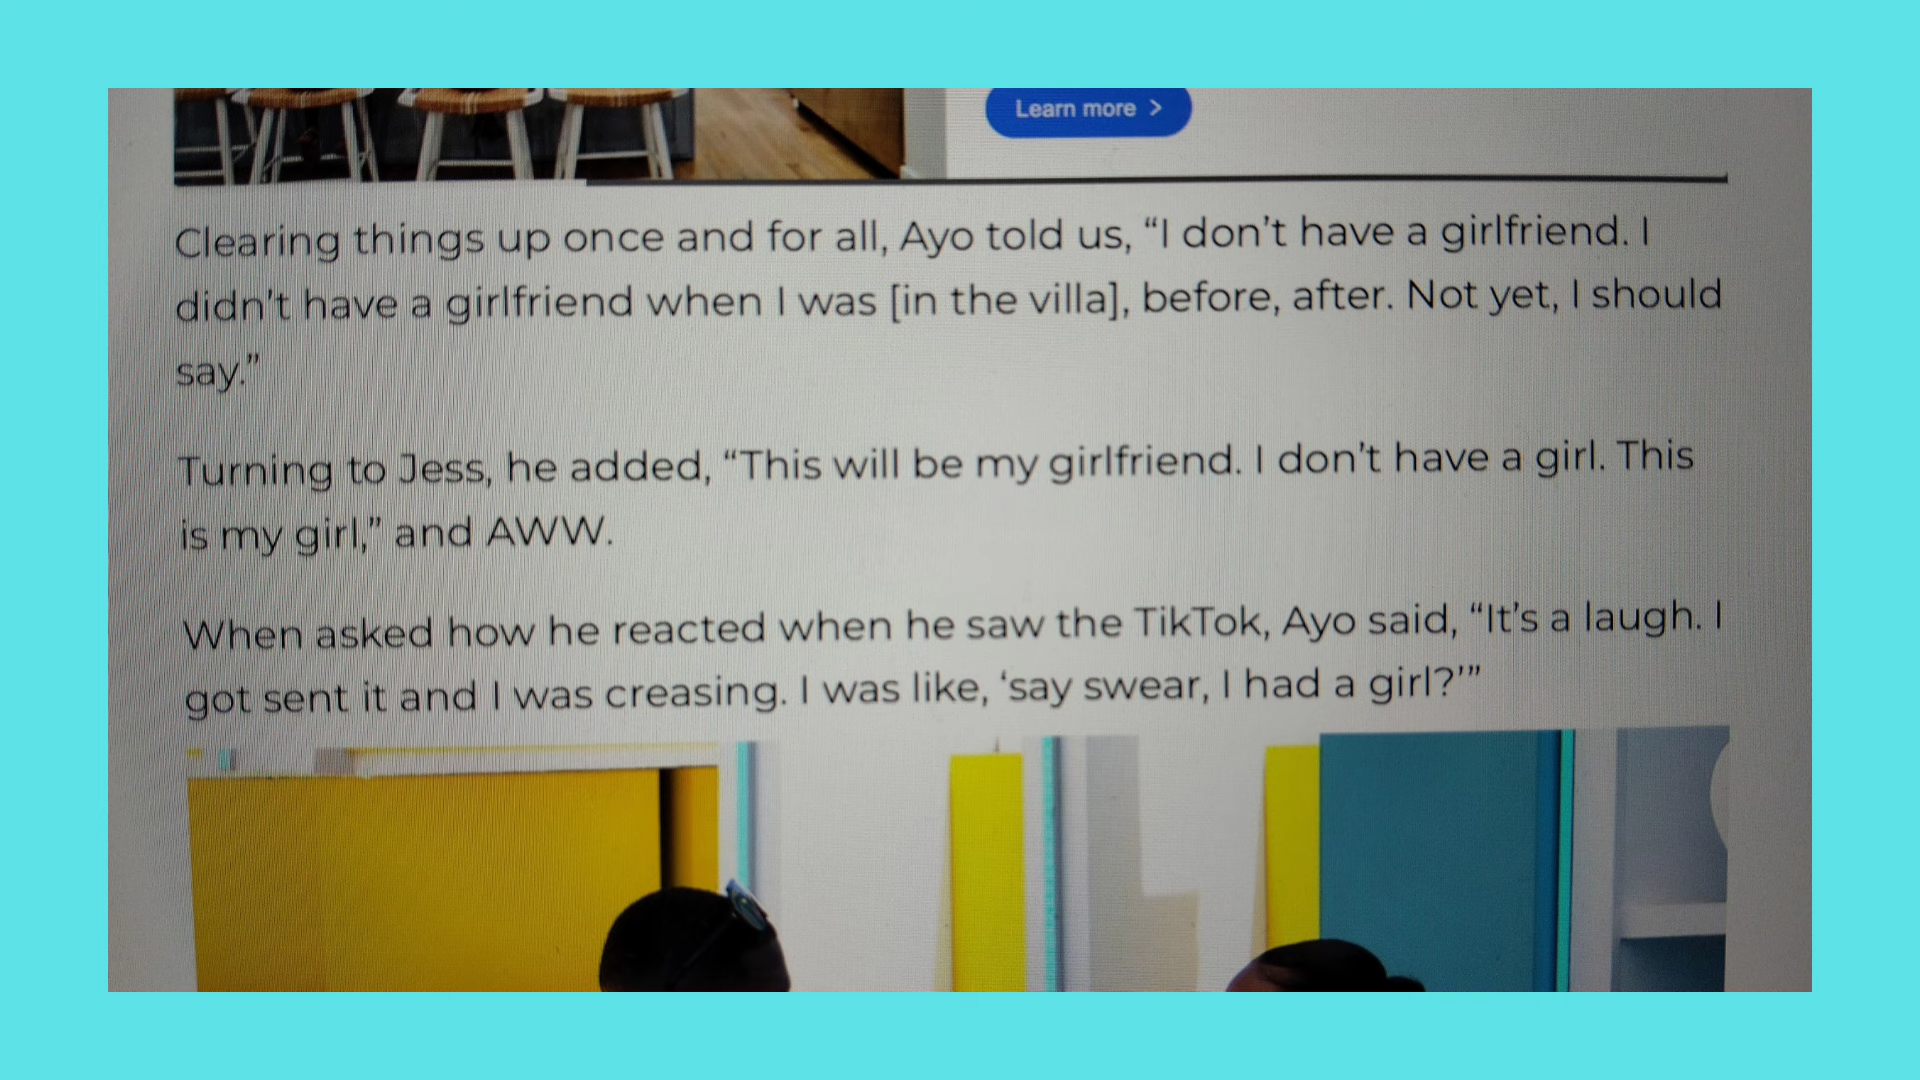 Learn more >
Clearing things up once and for all, Ayo told us, “I don’t have a girlfriend. I
didn’t have a girlfriend when I was [in the villa], before, after. Not yet, I should
say.”
Turning to Jess, he added, “This will be my girlfriend. I don’t have a girl. This
is my girl,” and AWW.
When asked how he reacted when he saw the TikTok, Ayo said, “It’s a laugh. I
got sent it and I was creasing. I was like, ‘say swear, I had a girl?’”